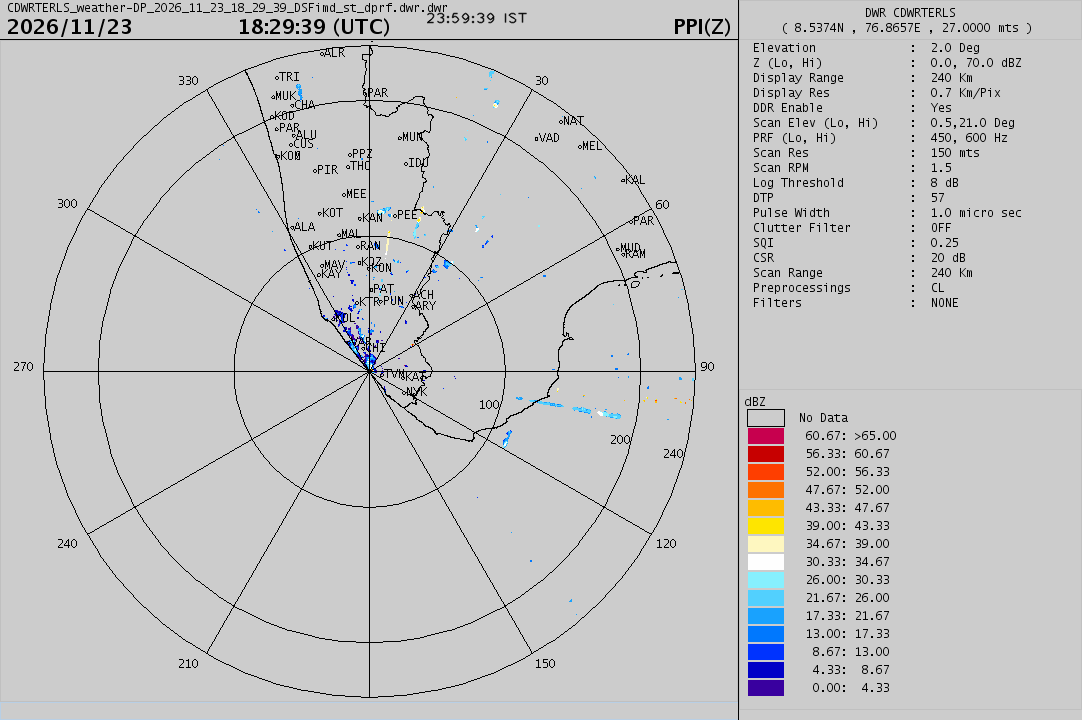 CDWRTERLS_weather-DP_2026_11_23_18_29_39_DSFimd_st_dprf.dwr.dwr
2026/11/23
18:29:39 (UTC)
23:59:39 IST
PPI(Z)
DWR CDWRTERLS
( 8.5374N , 76.8657E , 27.0000 mts )
Elevation : 2.0 Deg
Z (Lo, Hi) : 0.0, 70.0 dBZ
Display Range : 240 Km
Display Res : 0.7 Km/Pix
DDR Enable : Yes
Scan Elev (Lo, Hi) : 0.5,21.0 Deg
PRF (Lo, Hi) : 450, 600 Hz
Scan Res : 150 mts
Scan RPM : 1.5
Log Threshold : 8 dB
DTP : 57
Pulse Width : 1.0 micro sec
Clutter Filter : OFF
SQI : 0.25
CSR : 20 dB
Scan Range : 240 Km
Preprocessings : CL
Filters : NONE
dBZ
No Data
60.67: >65.00
56.33: 60.67
52.00: 56.33
47.67: 52.00
43.33: 47.67
39.00: 43.33
34.67: 39.00
30.33: 34.67
26.00: 30.33
21.67: 26.00
17.33: 21.67
13.00: 17.33
8.67: 13.00
4.33: 8.67
0.00: 4.33
ALR
TRI
330
30
MUK
PAR
CHA
KOD
NAT
PAR
ALU
MUN
VAD
CUS
MEL
KOM
PPZ
THO
IDU
PIR
KAL
MEE
300
60
KOT
KAN
PEE
PAR
ALA
MAL
KUT
RAN
MUD
RAM
MAV
KOZ
KAY
KON
PAT
ACH
KTR
PUN
ARY
KOL
270
90
TVM
NYK
100
200
240
240
120
210
150